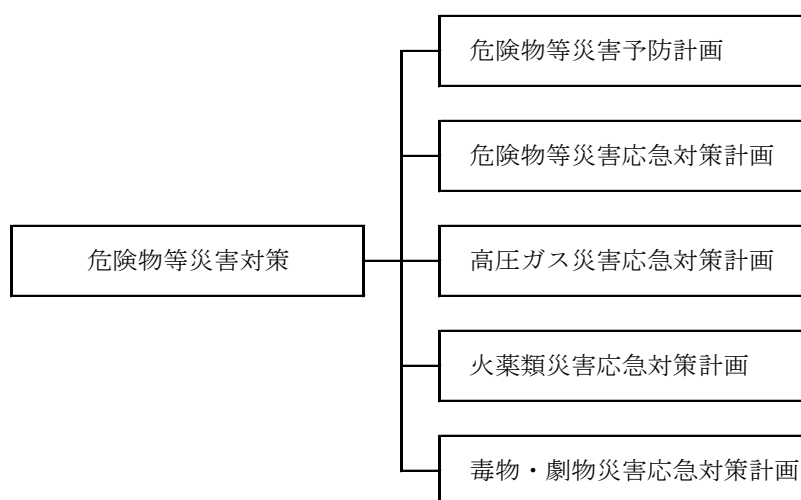 危険物等災害予防計画
危険物等災害応急対策計画
危険物等災害対策
高圧ガス災害応急対策計画
火薬類災害応急対策計画
毒物・劇物災害応急対策計画